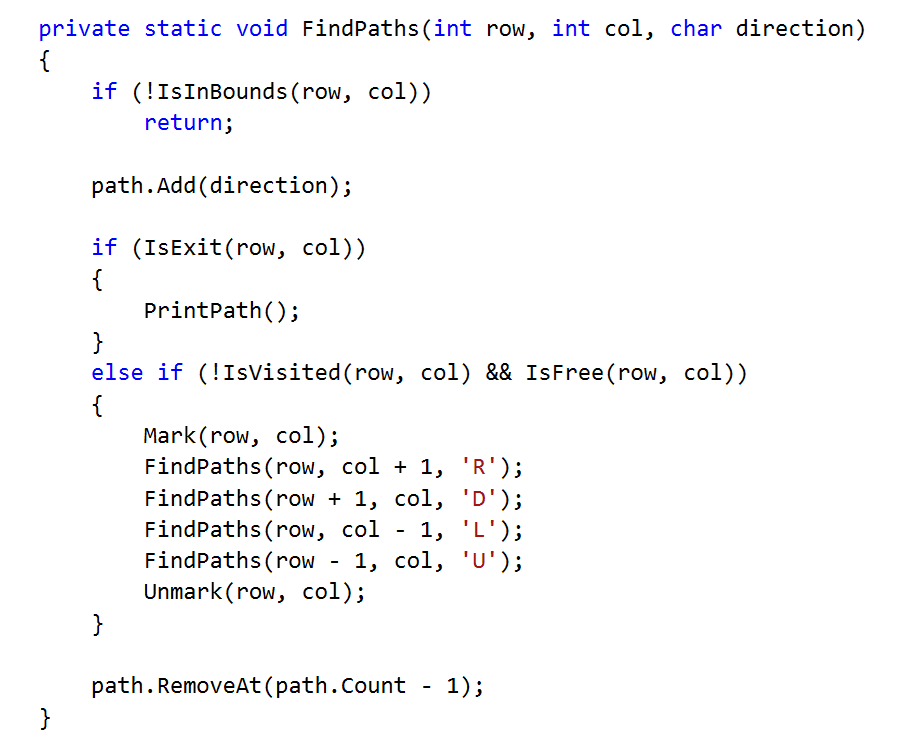 private static void FindPaths(int row, int col, char direction)
{
    if (!IsInBounds(row, col))
        return;

    path.Add(direction);

    if (IsExit(row, col))
    {
        PrintPath();
    }
    else if (!IsVisited(row, col) && IsFree(row, col))
    {
        Mark(row, col);
        FindPaths(row, col + 1, 'R');
        FindPaths(row + 1, col, 'D');
        FindPaths(row, col - 1, 'L');
        FindPaths(row - 1, col, 'U');
        Unmark(row, col);
    }

    path.RemoveAt(path.Count - 1);
}